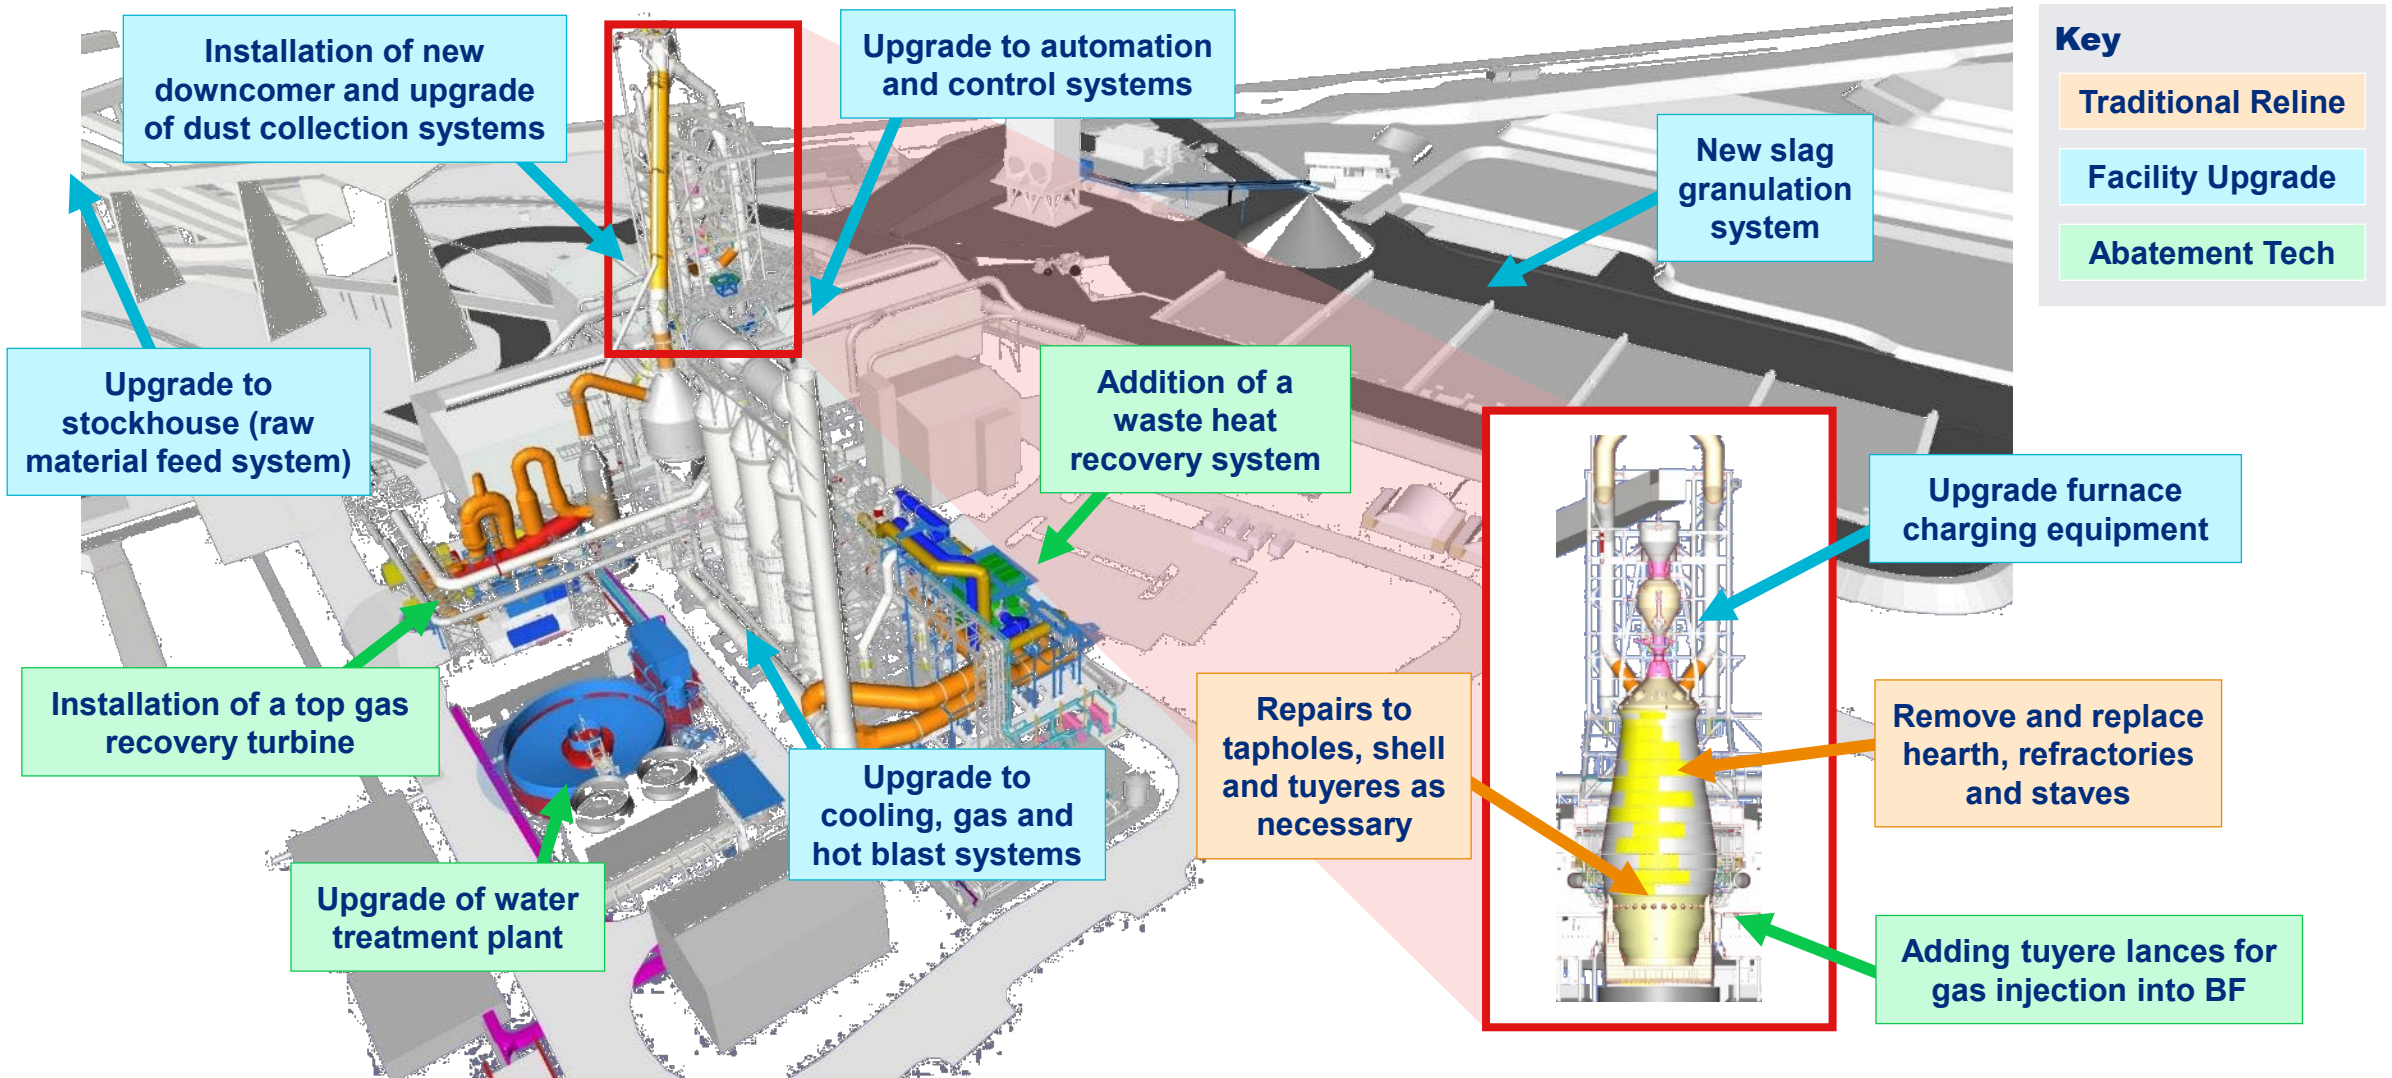 Installation of new
downcomer and upgrade
of dust collection systems
Upgrade to automation
and control systems
New slag
granulation
system
Key
Traditional Reline
Facility Upgrade
Abatement Tech
Upgrade to
stockhouse (raw
material feed system)
Addition of a
waste heat
recovery system
Upgrade furnace
charging equipment
Installation of a top gas
recovery turbine
Repairs to
tapholes, shell
and tuyeres as
necessary
Remove and replace
hearth, refractories
and staves
Upgrade to
cooling, gas and
hot blast systems
Upgrade of water
treatment plant
Adding tuyere lances for
gas injection into BF